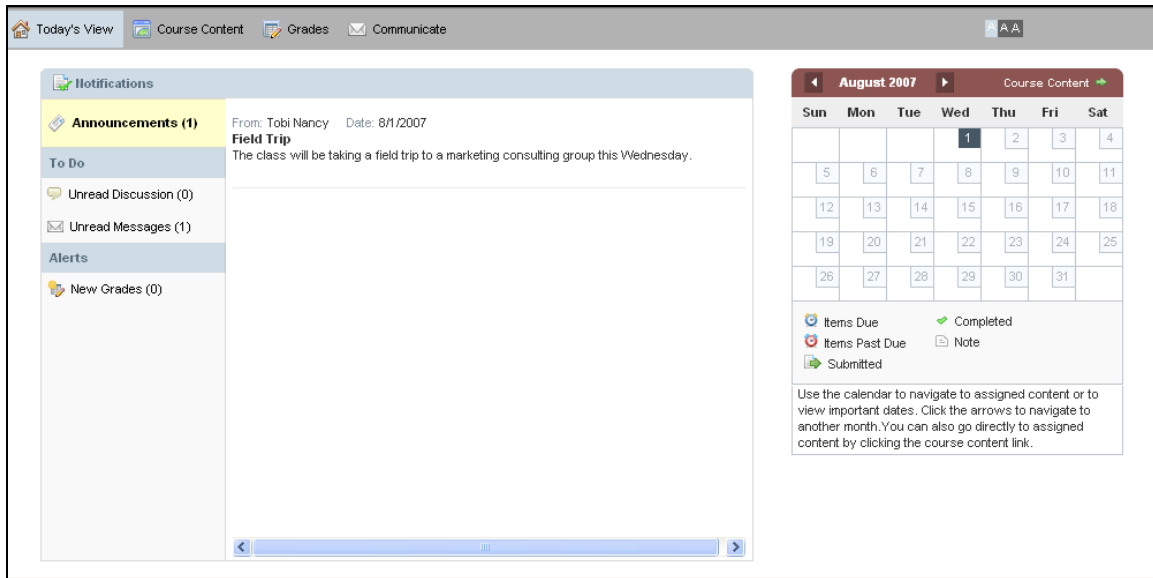 Today's View Course Content Grades Communicate A A A
Notifications
Announcements (1)
To Do
Unread Discussion (0)
Unread Messages (1)
Alerts
New Grades (0)
From: Tobi Nancy Date: 8/1/2007
Field Trip
The class will be taking a field trip to a marketing consulting group this Wednesday.
August 2007 Course Content
Sun Mon Tue Wed Thu Fri Sat
1 2 3 4
5 6 7 8 9 10 11
12 13 14 15 16 17 18
19 20 21 22 23 24 25
26 27 28 29 30 31
Items Due Completed
Items Past Due Note
Submitted
Use the calendar to navigate to assigned content or to
view important dates. Click the arrows to navigate to
another month.You can also go directly to assigned
content by clicking the course content link.